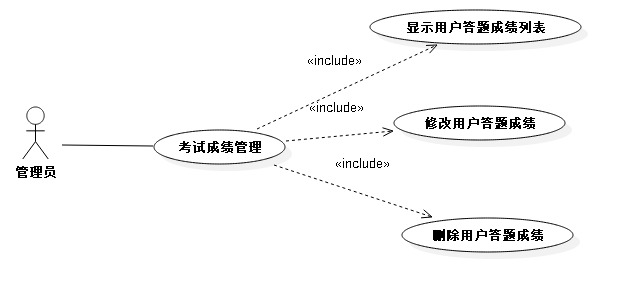 显示用户答题成绩列表
«include»
«include»
修改用户答题成绩
考试成绩管理
«include»
管理员
删除用户答题成绩